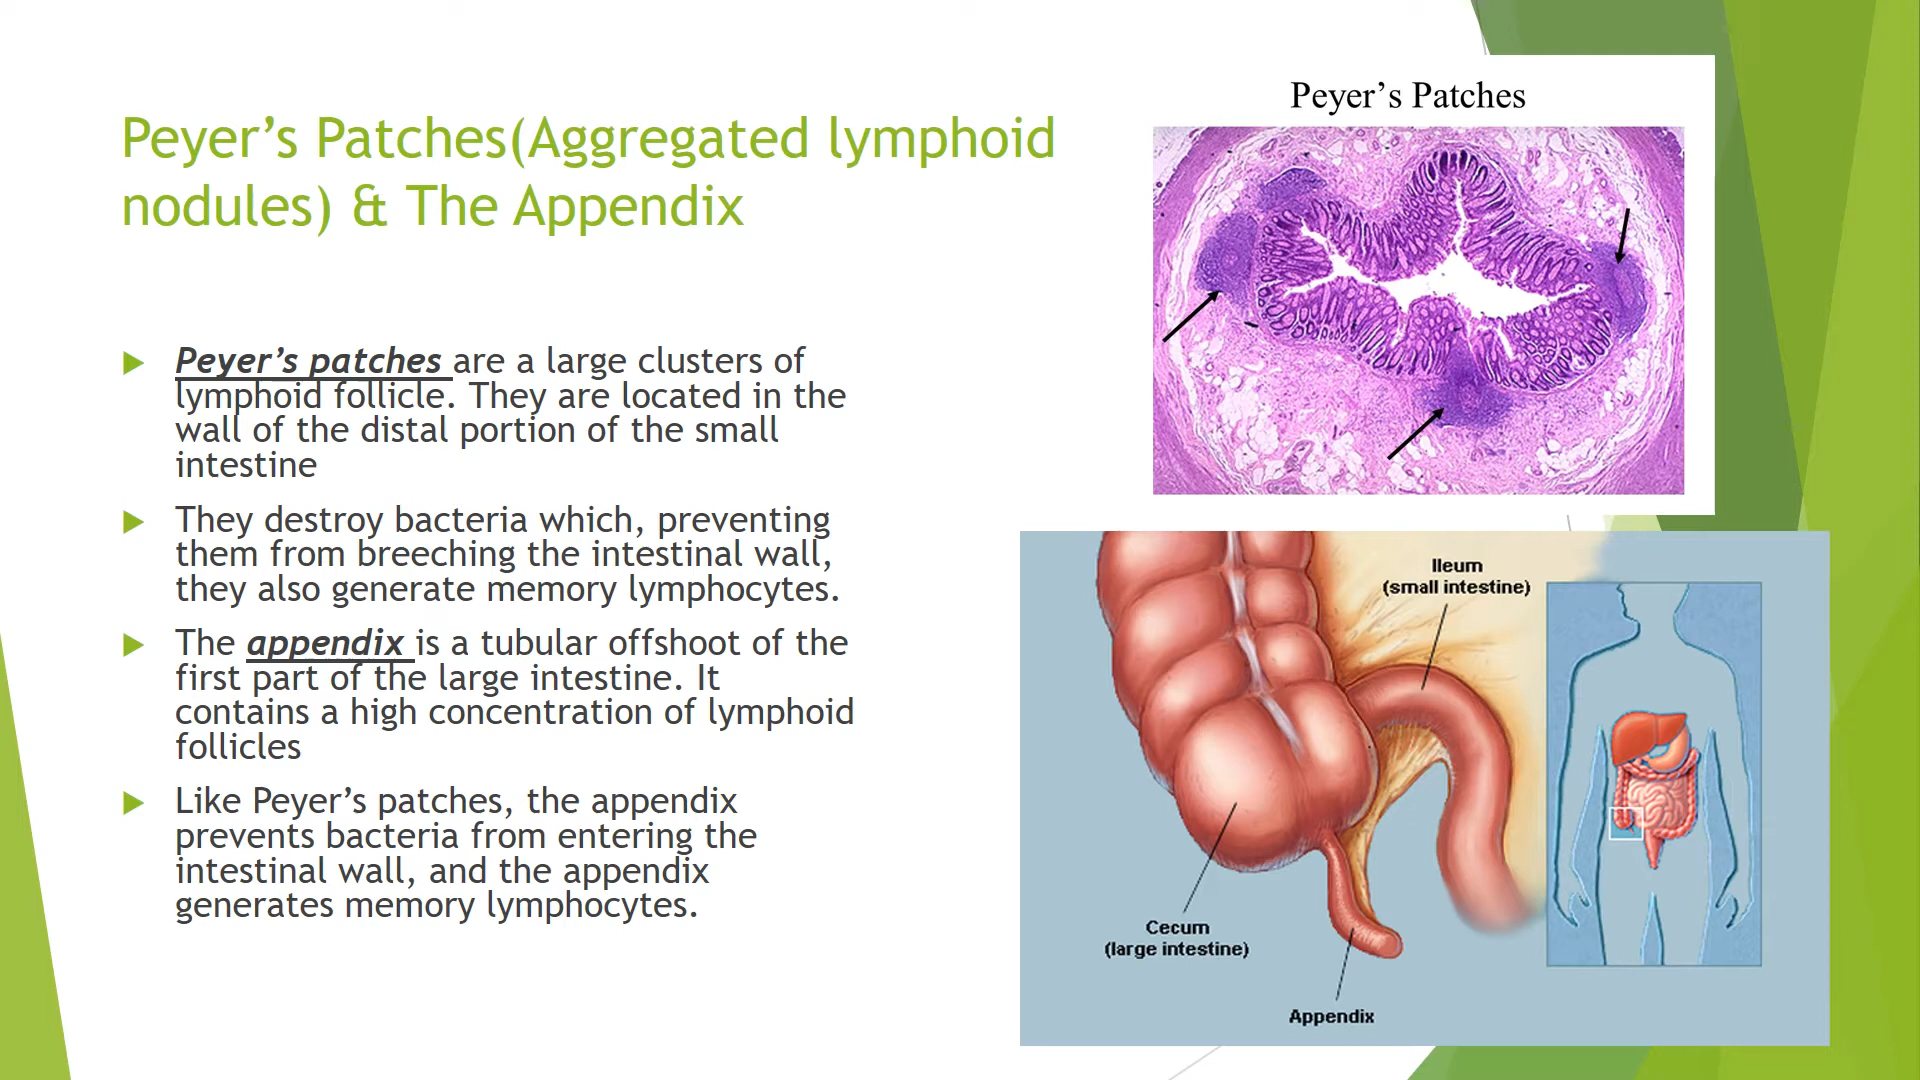 Peyer’s Patches(Aggregated lymphoid
nodules) & The Appendix
Peyer’s patches are a large clusters of
lymphoid follicle. They are located in the
wall of the distal portion of the small
intestine
They destroy bacteria which, preventing
them from breeching the intestinal wall,
they also generate memory lymphocytes.
The appendix is a tubular offshoot of the
first part of the large intestine. It
contains a high concentration of lymphoid
follicles
Like Peyer’s patches, the appendix
prevents bacteria from entering the
intestinal wall, and the appendix
generates memory lymphocytes.
Peyer’s Patches
Ileum
(small intestine)
Cecum
(large intestine)
Appendix